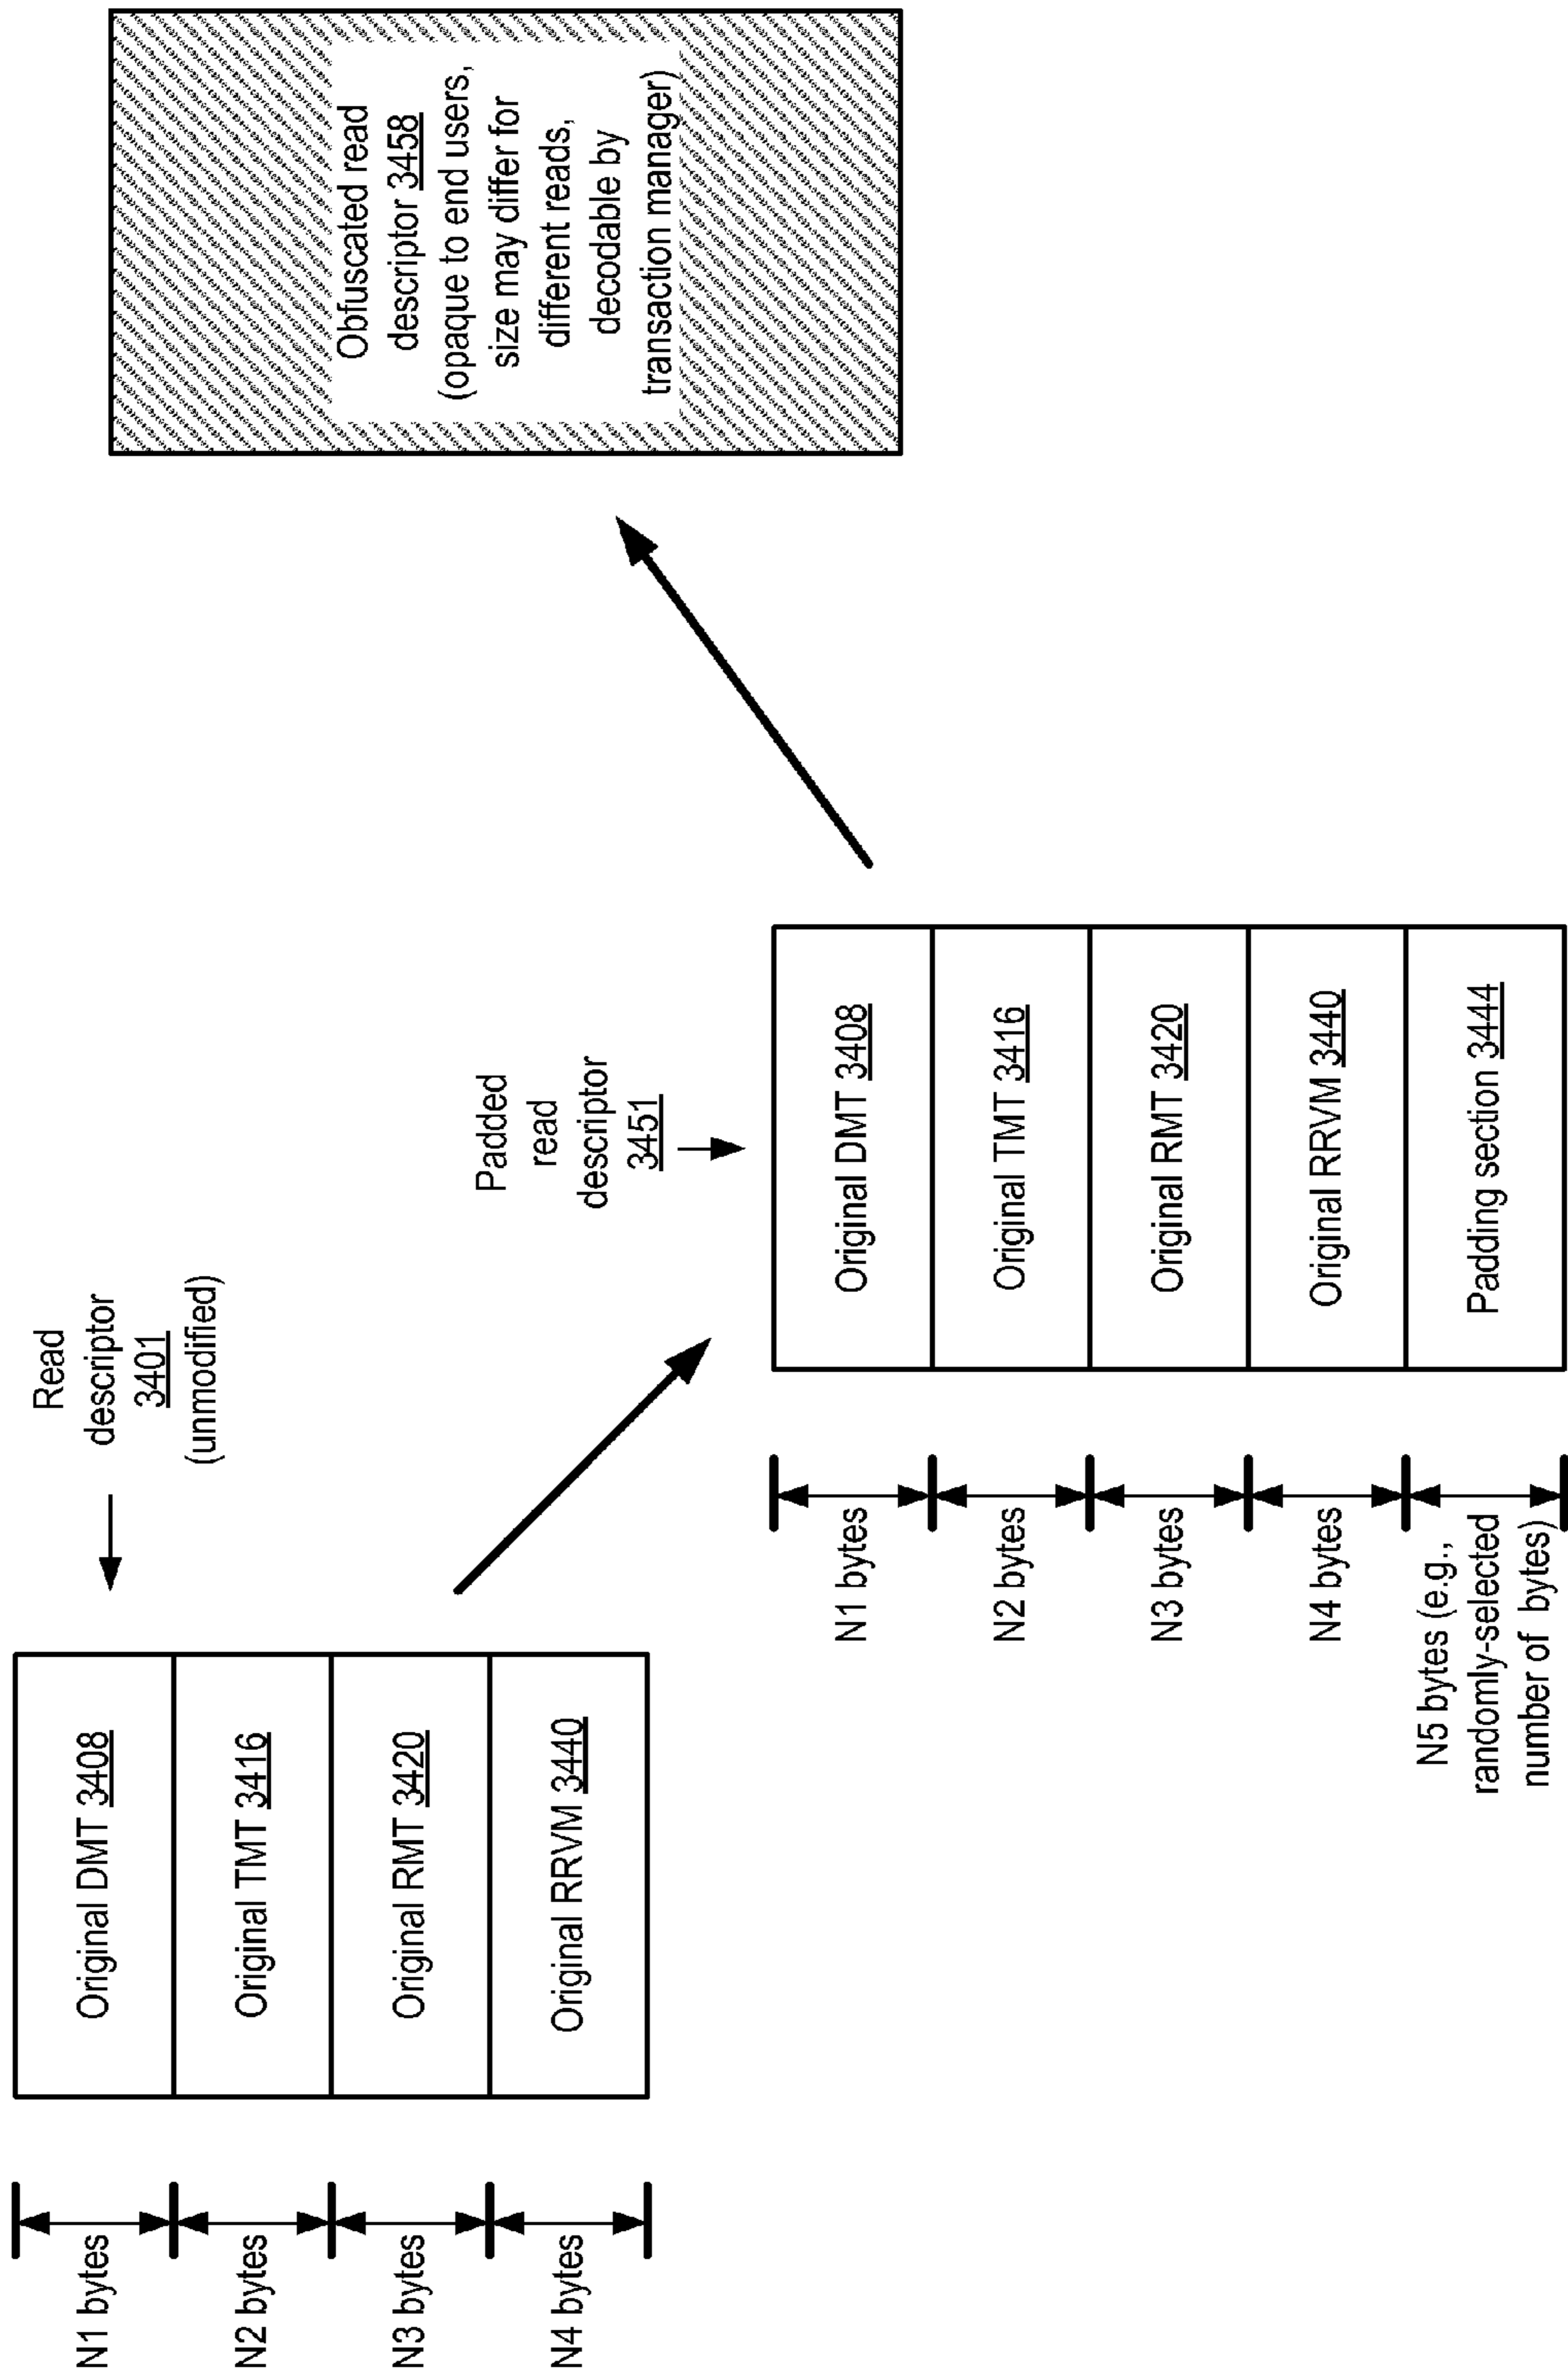 Read
descriptor
3401
(unmodified)
N1 bytes
Original DMT 3408
N2 bytes
Original TMT 3416
N3 bytes
Original RMT 3420
N4 bytes
Original RRVM 3440
Padded
read
descriptor
3451
N1 bytes
Original DMT 3408
N2 bytes
Original TMT 3416
N3 bytes
Original RMT 3420
N4 bytes
Original RRVM 3440
N5 bytes (e.g.,
randomly-selected
number of bytes)
Padding section 3444
Obfuscated read
descriptor 3458
(opaque to end users,
size may differ for
different reads,
decodable by
transaction manager)